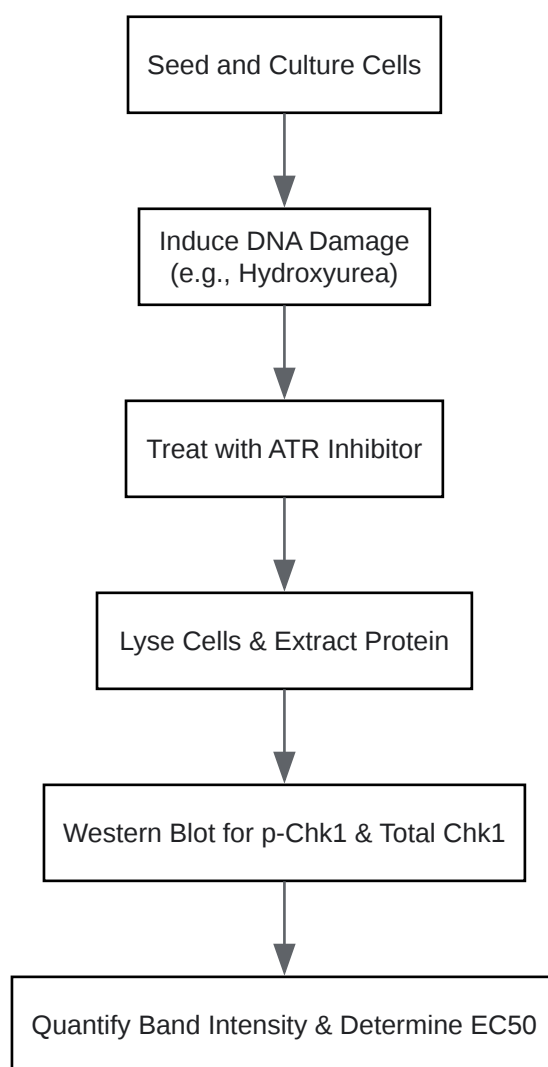 Seed and Culture Cells
Induce DNA Damage
(e.g., Hydroxyurea)
Treat with ATR Inhibitor
Lyse Cells & Extract Protein
Western Blot for p-Chk1 & Total Chk1
Quantify Band Intensity & Determine EC50